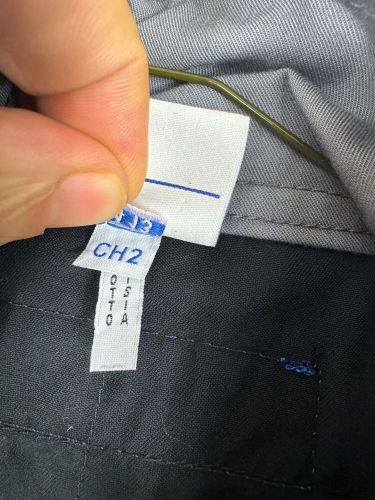 13
CH2
OTTO
ISIA